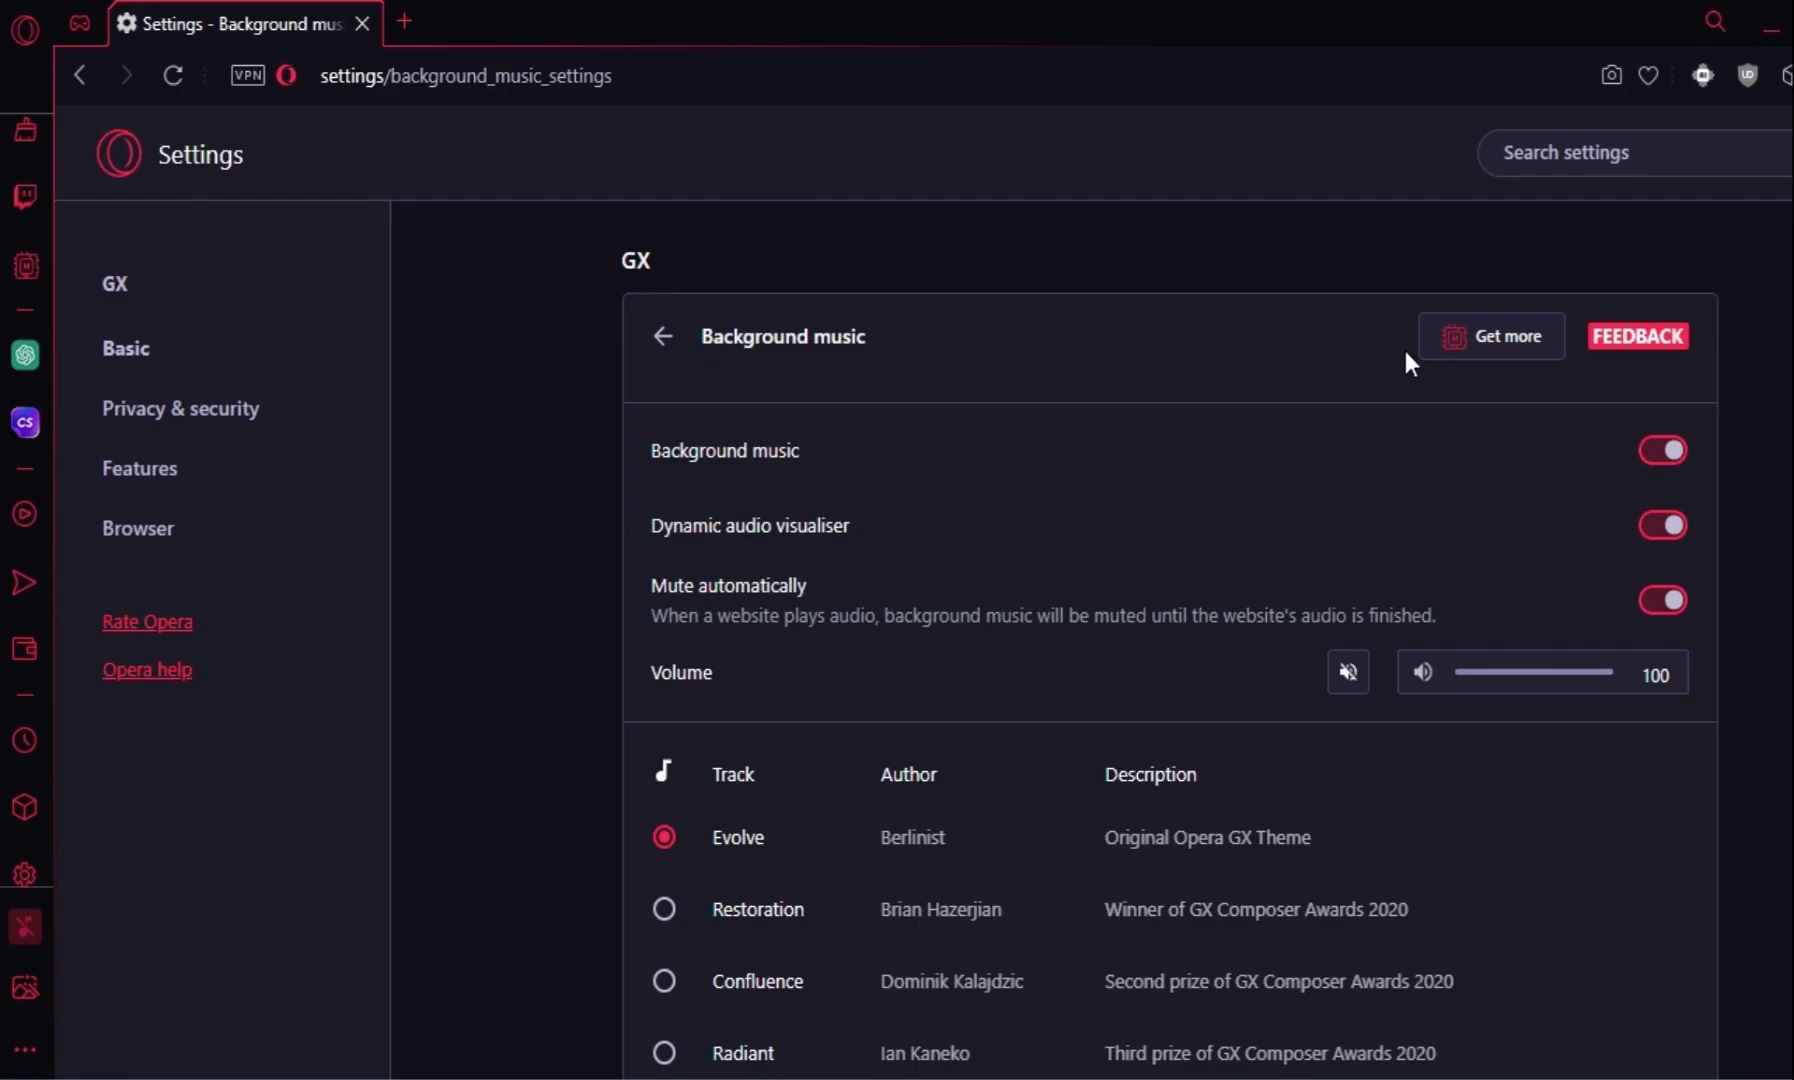 Settings - Background mus
VPN
settings/background_music_settings
UD
Settings
Search settings
GX
Basic
Privacy & security
Features
Browser
Rate Opera
Opera help
CS
GX
Background music
Get more
FEEDBACK
Background music
Dynamic audio visualiser
Mute automatically
When a website plays audio, background music will be muted until the website's audio is finished.
Volume
100
Track Author Description
Evolve Berlinist Original Opera GX Theme
Restoration Brian Hazerjian Winner of GX Composer Awards 2020
Confluence Dominik Kalajdzic Second prize of GX Composer Awards 2020
Radiant Ian Kaneko Third prize of GX Composer Awards 2020